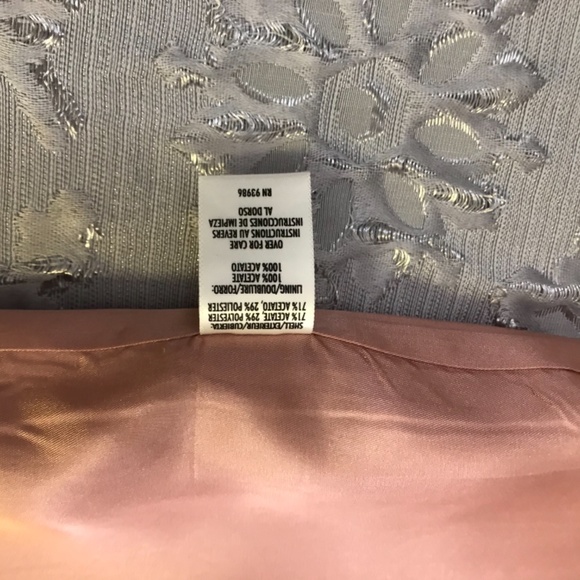 SHELL/EXTERIEUR/CUBIERTA:
71% ACETATE, 29% POLYESTER
71% ACETATO, 29% POLIESTER
LINING/DOUBLURE/FORRO:
100% ACETATE
100% ACETATO
OVER FOR CARE
INSTRUCTIONS AU REVERS
INSTRUCCIONES DE IMPIEZA
AL DORSO
RN 93986